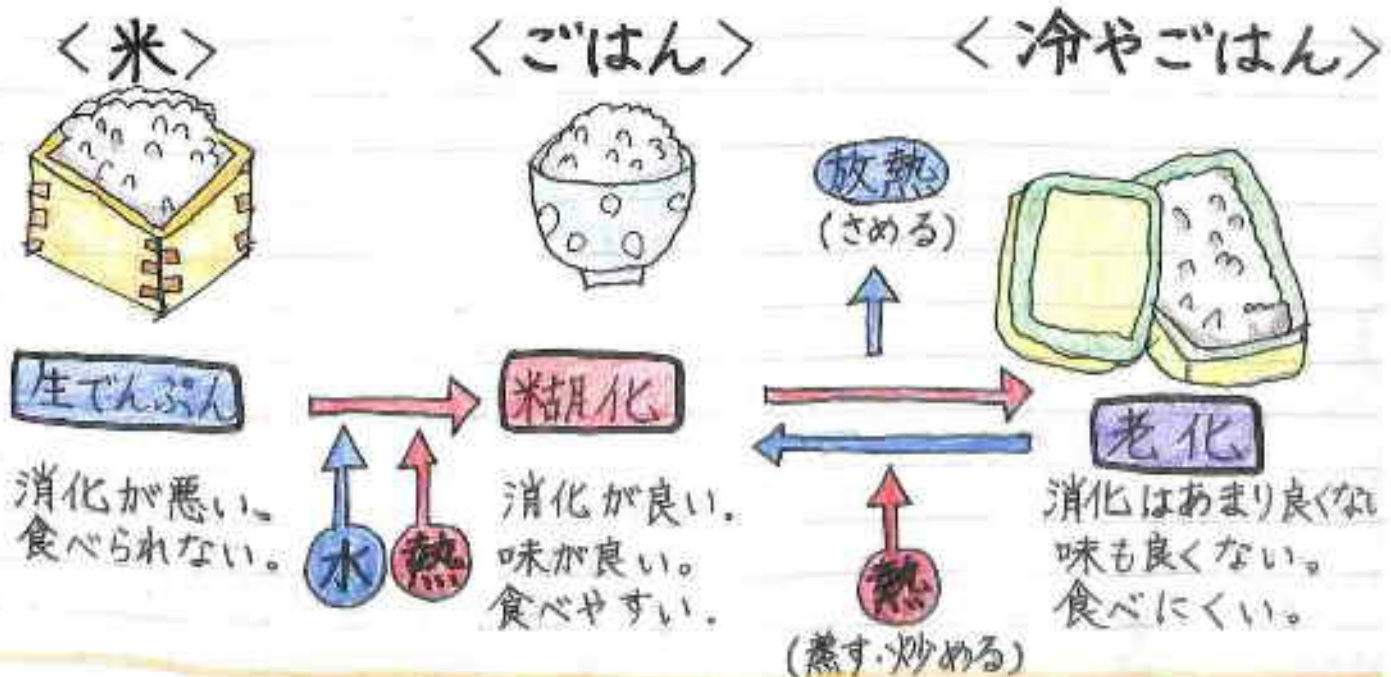 <米>
生でんぷん
消化が悪い。
食べられない。
水
熱
<ごはん>
糊化
消化が良い.
味が良い。
食べやすい.
放熱
(さめる)
熱
(蒸す・炒める)
<冷やごはん>
老化
消化はあまり良くない
味も良くない。
食べにくい。